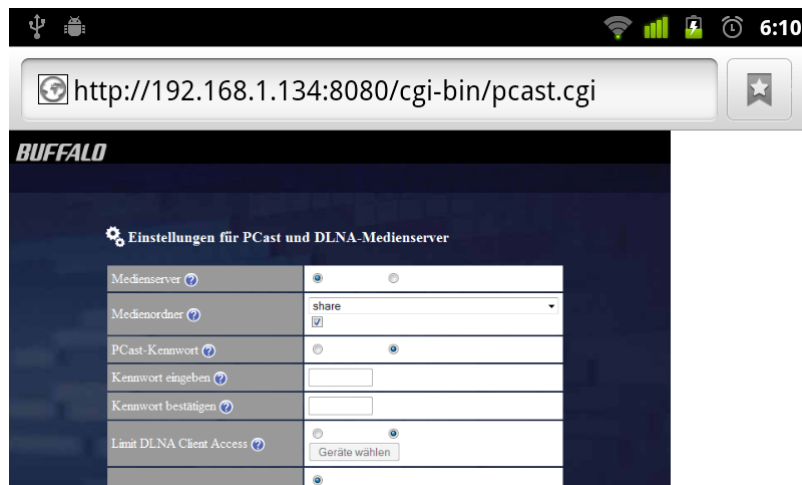 6:10
http://192.168.1.134:8080/cgi-bin/pcast.cgi
BUFFALO
Einstellungen für PCast und DLNA-Medienserver
Medienserver ?
Medienordner ?
share
PCast-Kennwort ?
Kennwort eingeben ?
Kennwort bestätigen ?
Limit DLNA Client Access ?
Geräte wählen